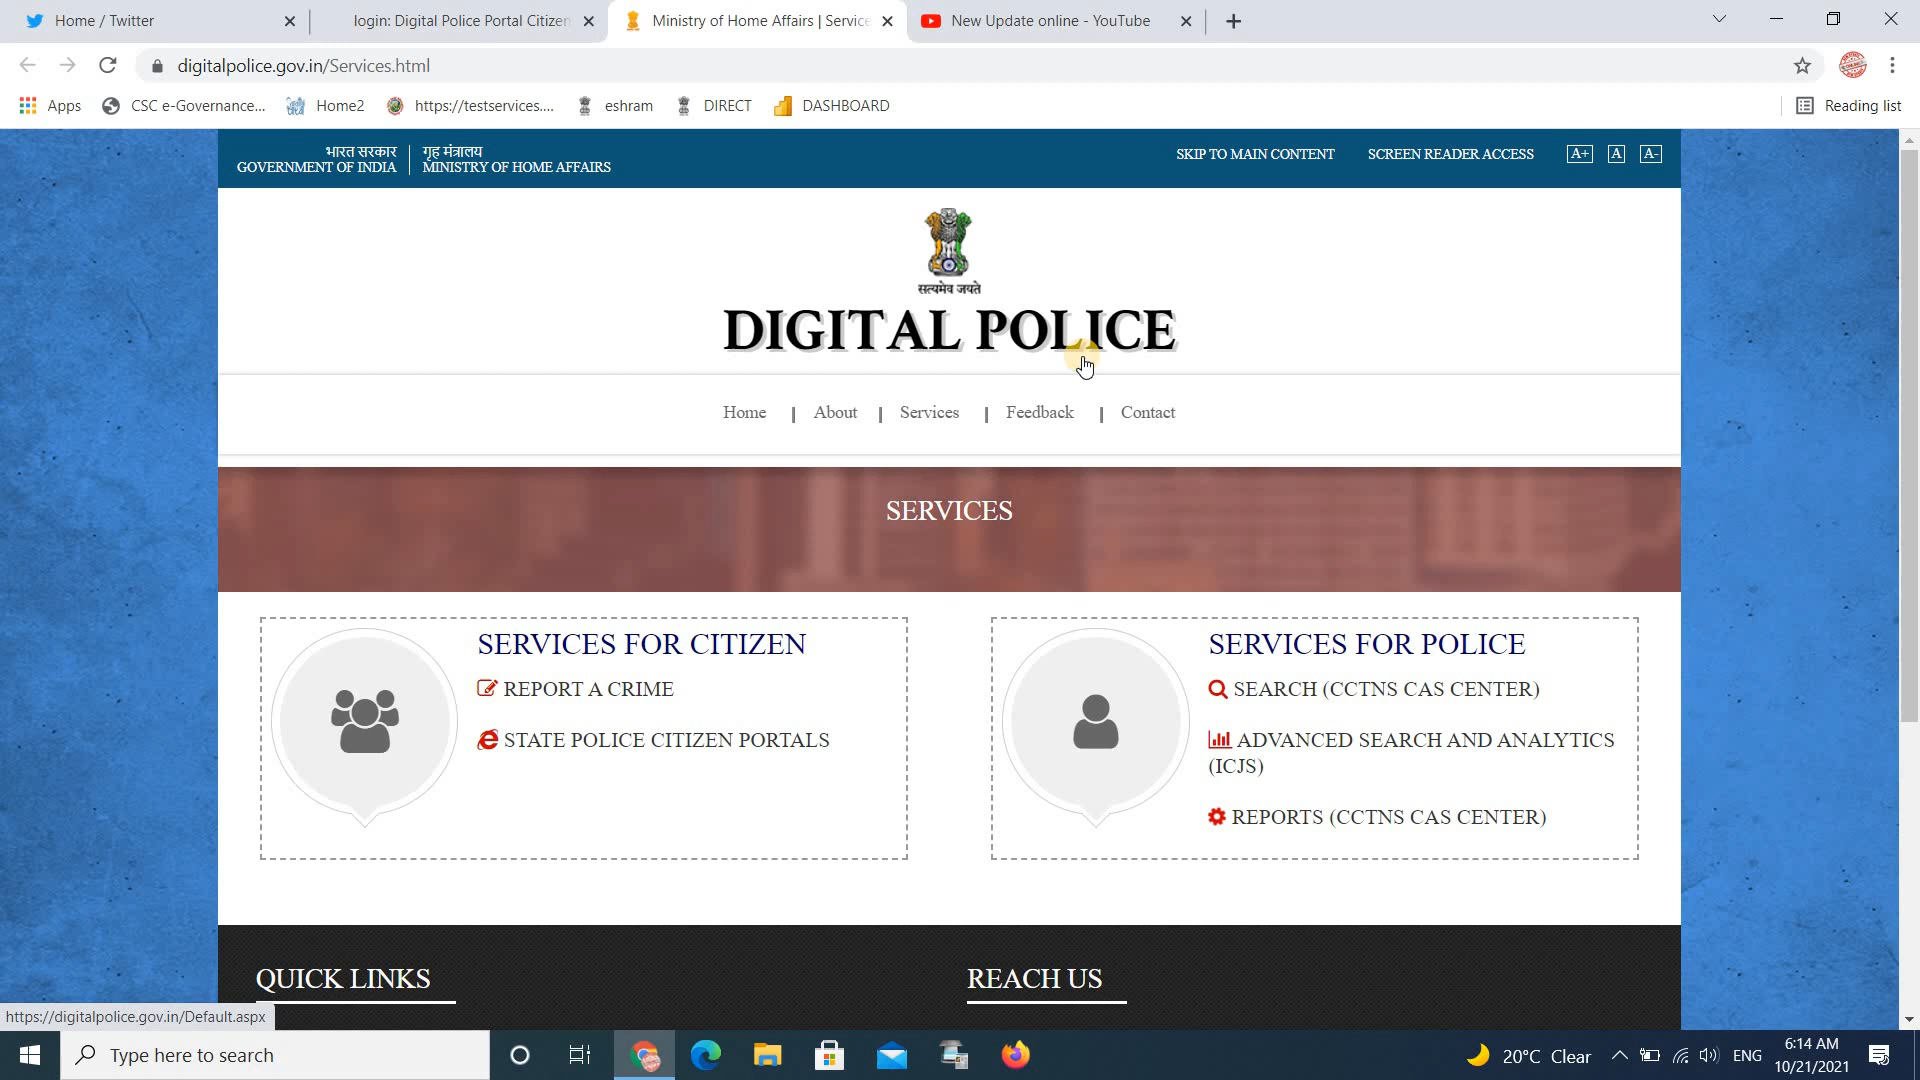 Home / Twitter
login: Digital Police Portal Citizen
Ministry of Home Affairs | Service
New Update online - YouTube
digitalpolice.gov.in/Services.html
Apps
CSC e-Governance...
Home2
https://testservices....
eshram
DIRECT
DASHBOARD
Reading list
भारत सरकार
GOVERNMENT OF INDIA
गृह मंत्रालय
MINISTRY OF HOME AFFAIRS
SKIP TO MAIN CONTENT
SCREEN READER ACCESS
A+ A A-
सत्यमेव जयते
DIGITAL POLICE
Home | About | Services | Feedback | Contact
SERVICES
SERVICES FOR CITIZEN
REPORT A CRIME
STATE POLICE CITIZEN PORTALS
SERVICES FOR POLICE
SEARCH (CCTNS CAS CENTER)
ADVANCED SEARCH AND ANALYTICS
(ICJS)
REPORTS (CCTNS CAS CENTER)
QUICK LINKS
REACH US
https://digitalpolice.gov.in/Default.aspx
Type here to search
20°C Clear
ENG
6:14 AM
10/21/2021